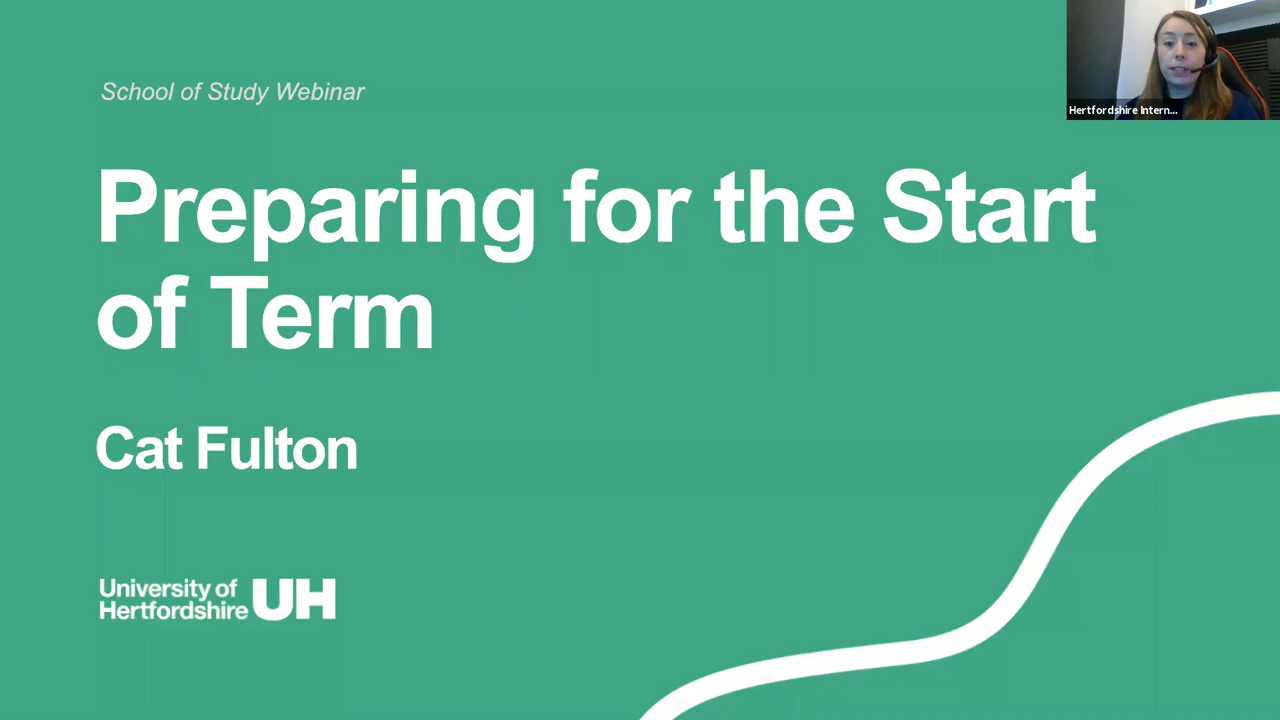 School of Study Webinar
Hertfordshire Intern...
Preparing for the Start
of Term
Cat Fulton
University of
Hertfordshire UH